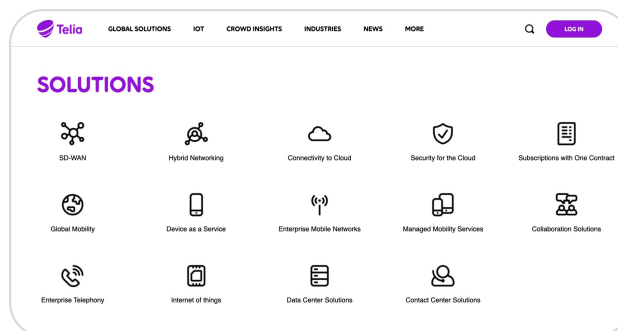 Telia
GLOBAL SOLUTIONS IOT CROWD INSIGHTS INDUSTRIES NEWS MORE LOG IN
SOLUTIONS
SD-WAN Hybrid Networking Connectivity to Cloud Security for the Cloud Subscriptions with One Contract
Global Mobility Device as a Service Enterprise Mobile Networks Managed Mobility Services Collaboration Solutions
Enterprise Telephony Internet of things Data Center Solutions Contact Center Solutions